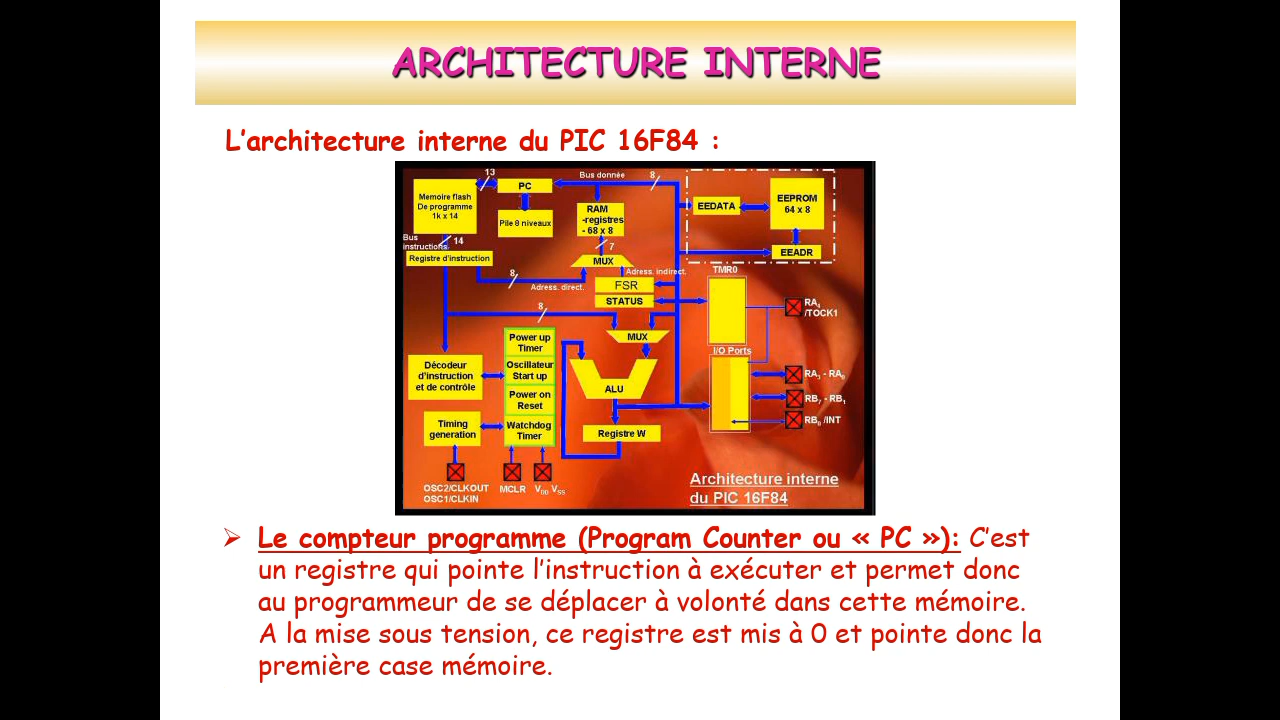 ARCHITECTURE INTERNE
L’architecture interne du PIC 16F84 :
13
PC
Bus donnée
8
Memoire flash
De programme
1k x 14
Pile 8 niveaux
RAM
-registres
- 68 x 8
EEDATA
EEPROM
64 x 8
Bus
instructions
14
7
Registre d'instruction
MUX
EEADR
8
Adress. direct.
Adress. indirect.
TMR0
FSR
STATUS
8
RA4
/TOCK1
Power up
Timer
MUX
I/O Ports
Décodeur
d'instruction
et de contrôle
Oscillateur
Start up
ALU
RA3 - RA0
Power on
Reset
RB7 - RB1
Timing
generation
Watchdog
Timer
Registre W
RB0 /INT
OSC2/CLKOUT
OSC1/CLKIN
MCLR
VDD VSS
Architecture interne
du PIC 16F84
➢ Le compteur programme (Program Counter ou « PC »): C’est
un registre qui pointe l’instruction à exécuter et permet donc
au programmeur de se déplacer à volonté dans cette mémoire.
A la mise sous tension, ce registre est mis à 0 et pointe donc la
première case mémoire.